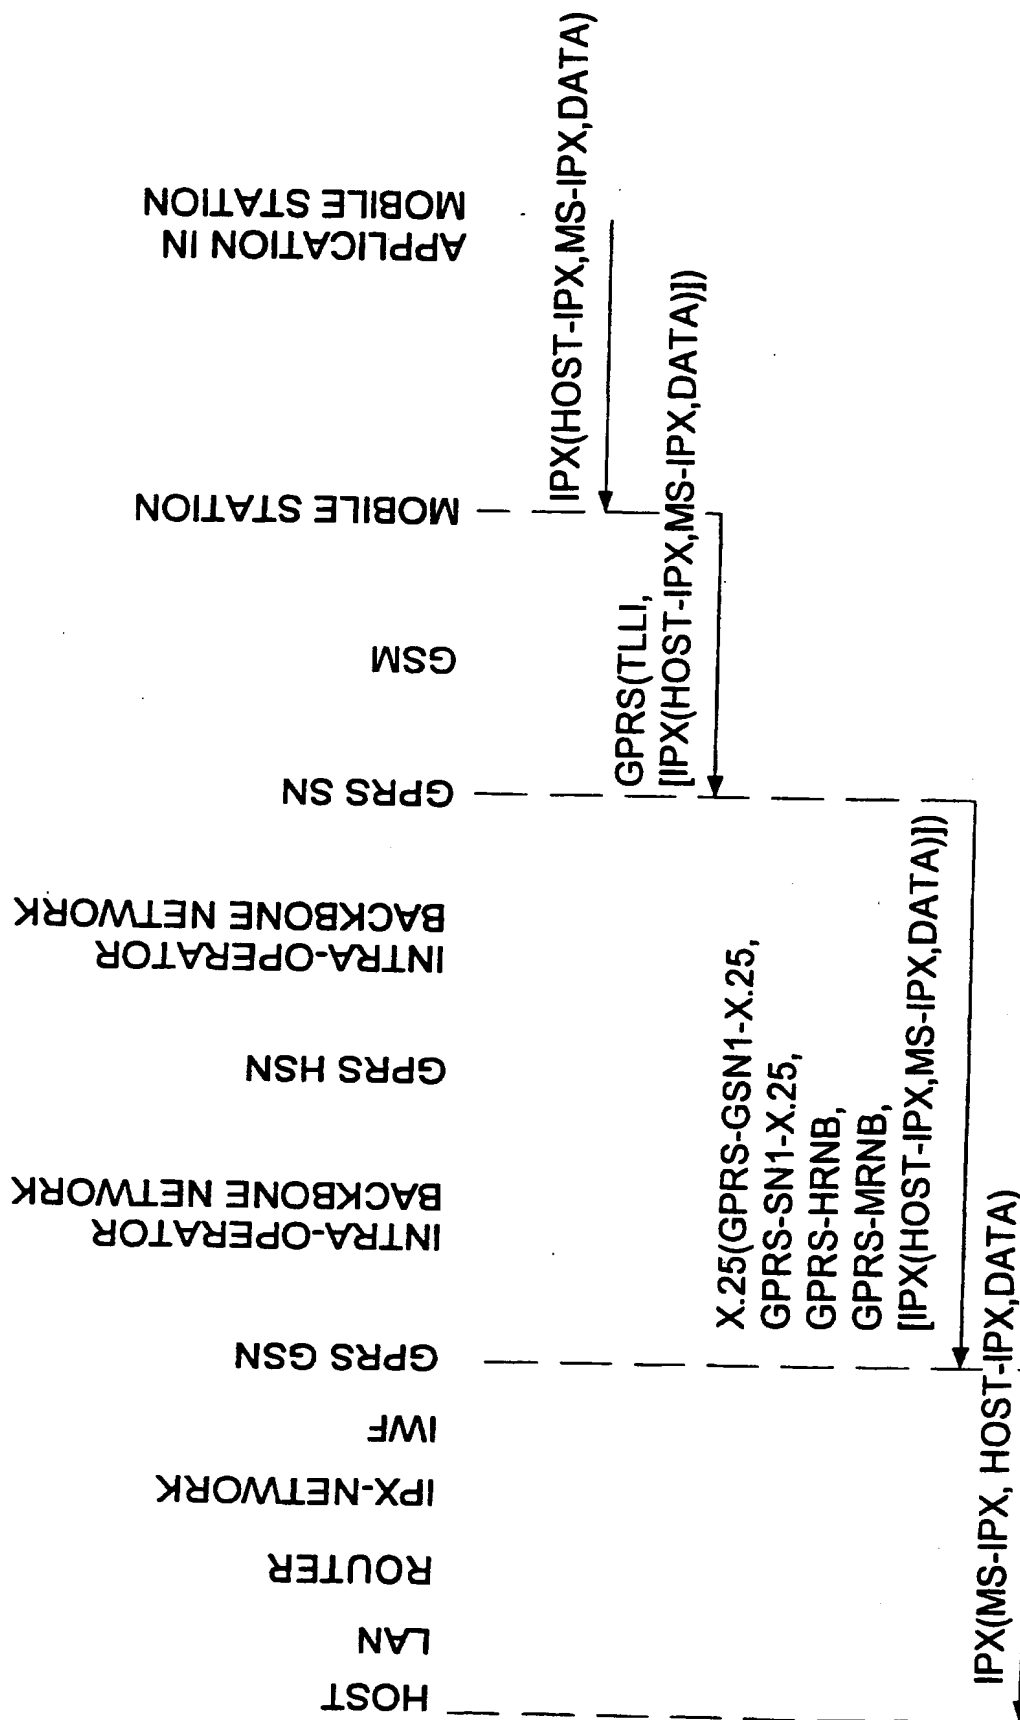 HOST
LAN
ROUTER
IPX-NETWORK
IWF
GPRS GSN
INTRA-OPERATOR
BACKBONE NETWORK
GPRS HSN
INTRA-OPERATOR
BACKBONE NETWORK
GPRS SN
GSM
MOBILE STATION
APPLICATION IN
MOBILE STATION
IPX(HOST-IPX,MS-IPX,DATA)
GPRS(TLLI,
[IPX(HOST-IPX,MS-IPX,DATA)])
X.25(GPRS-GSN1-X.25,
GPRS-SN1-X.25,
GPRS-HRNB,
GPRS-MRNB,
[IPX(HOST-IPX,MS-IPX,DATA)])
IPX(MS-IPX, HOST-IPX,DATA)